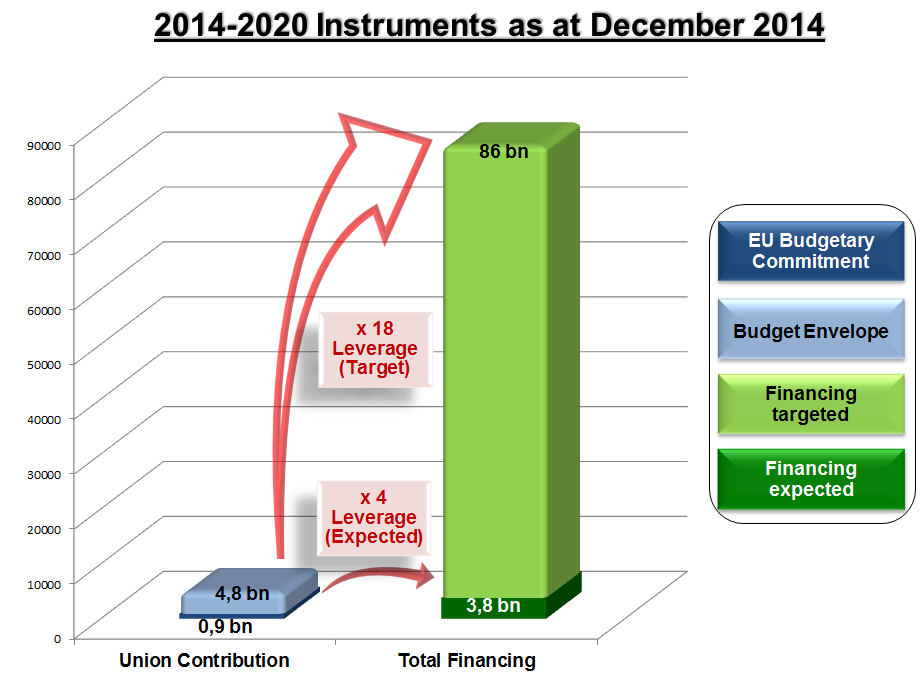 2014-2020 Instruments as at December 2014
90000
80000
70000
60000
50000
40000
30000
20000
10000
0
86 bn
x 18
Leverage
(Target)
x 4
Leverage
(Expected)
4,8 bn
0,9 bn
3,8 bn
Union Contribution
Total Financing
EU Budgetary
Commitment
Budget Envelope
Financing
targeted
Financing
expected